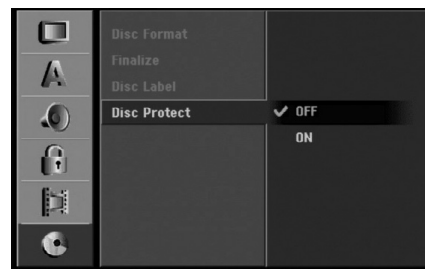 Disc Format
Finalize
Disc Label
Disc Protect
OFF
ON